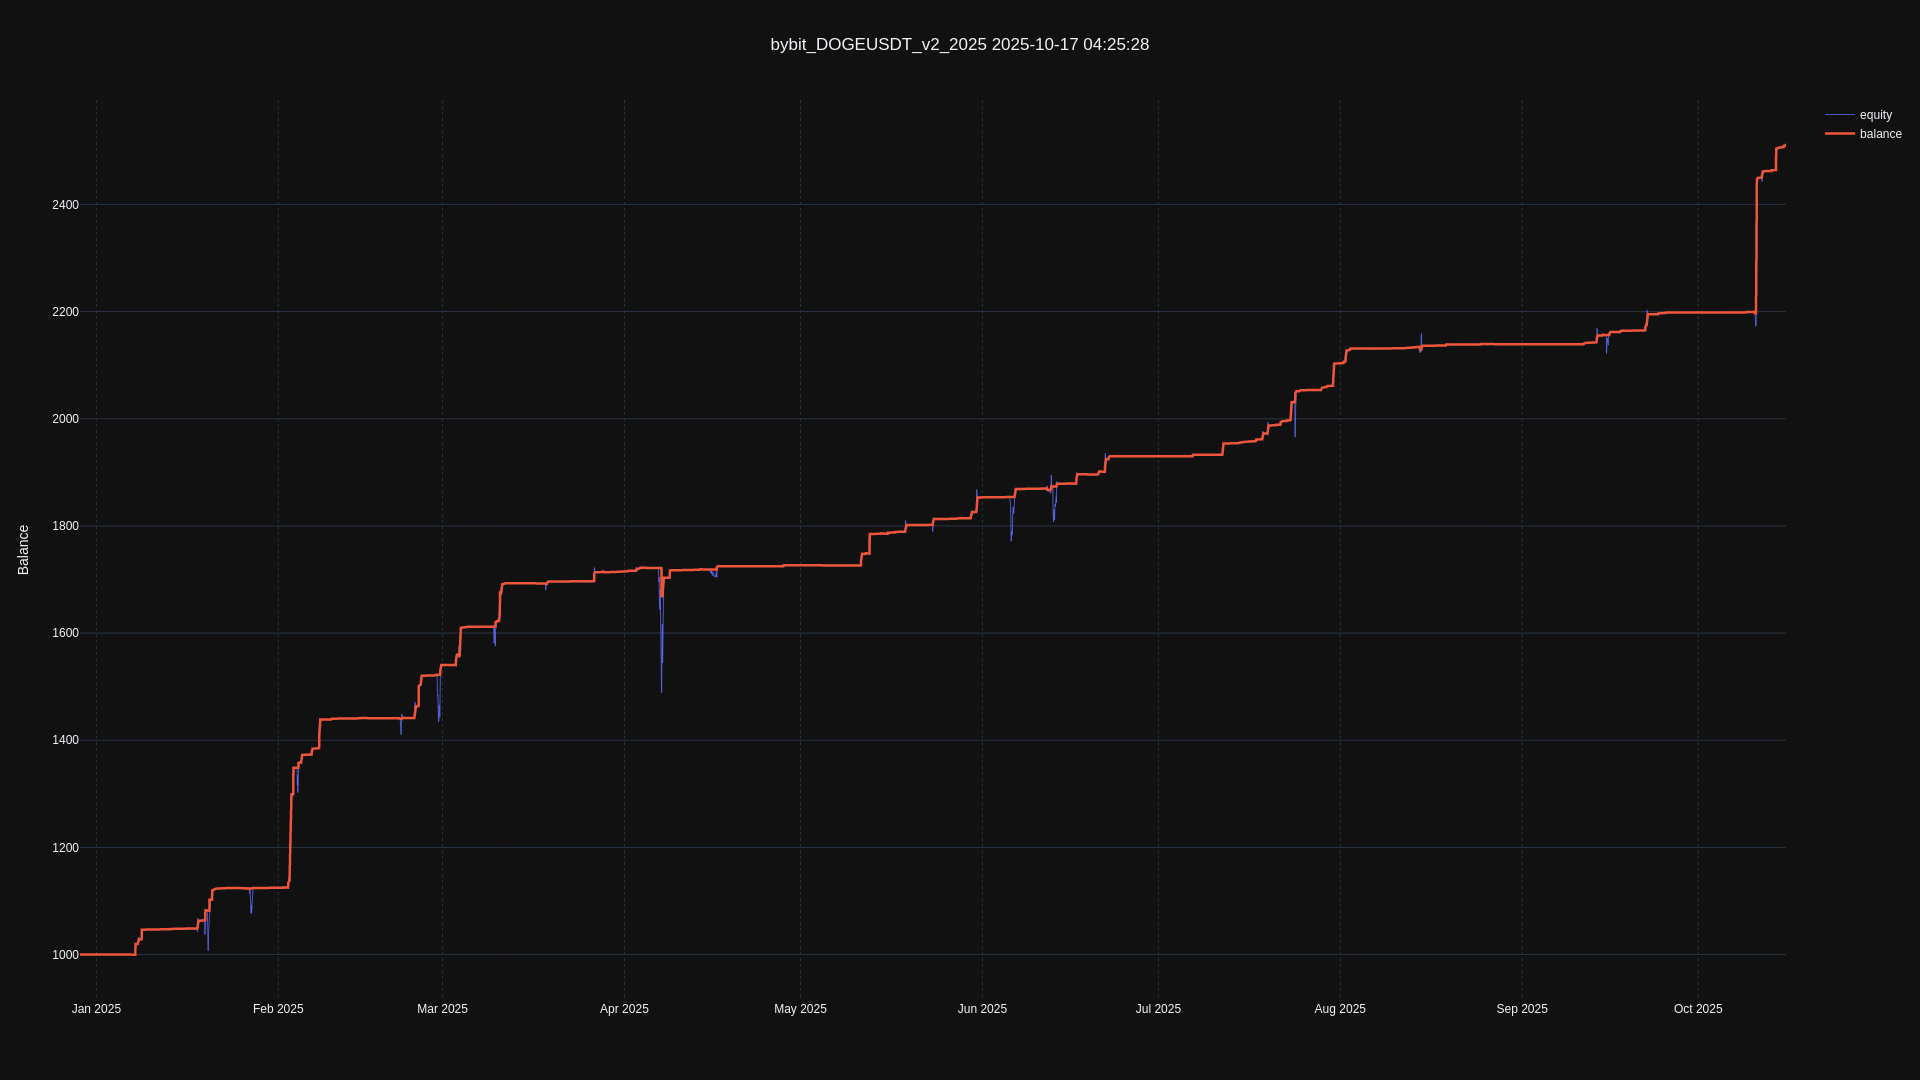 bybit_DOGEUSDT_v2_2025 2025-10-17 04:25:28
equity
balance
2400
2200
2000
1800
1600
1400
1200
1000
Balance
Jan 2025
Feb 2025
Mar 2025
Apr 2025
May 2025
Jun 2025
Jul 2025
Aug 2025
Sep 2025
Oct 2025